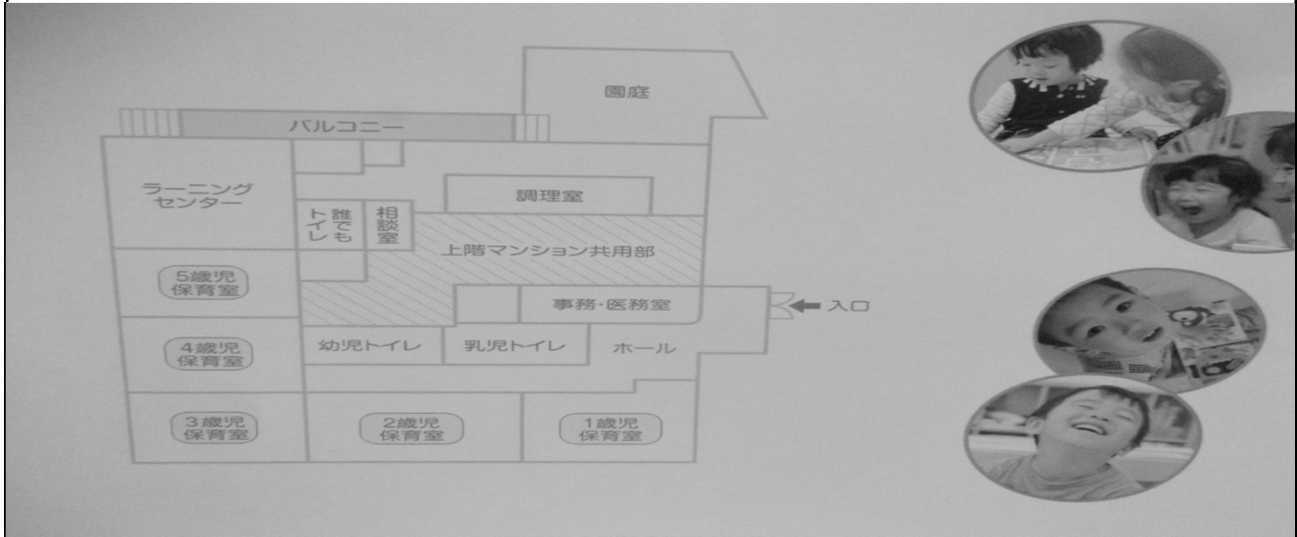 園庭
バルコニー
ラーニング
センター
調理室
誰でも
トイレ
相談室
上階マンション共用部
5歳児
保育室
事務・医務室
入口
4歳児
保育室
幼児トイレ
乳児トイレ
ホール
3歳児
保育室
2歳児
保育室
1歳児
保育室